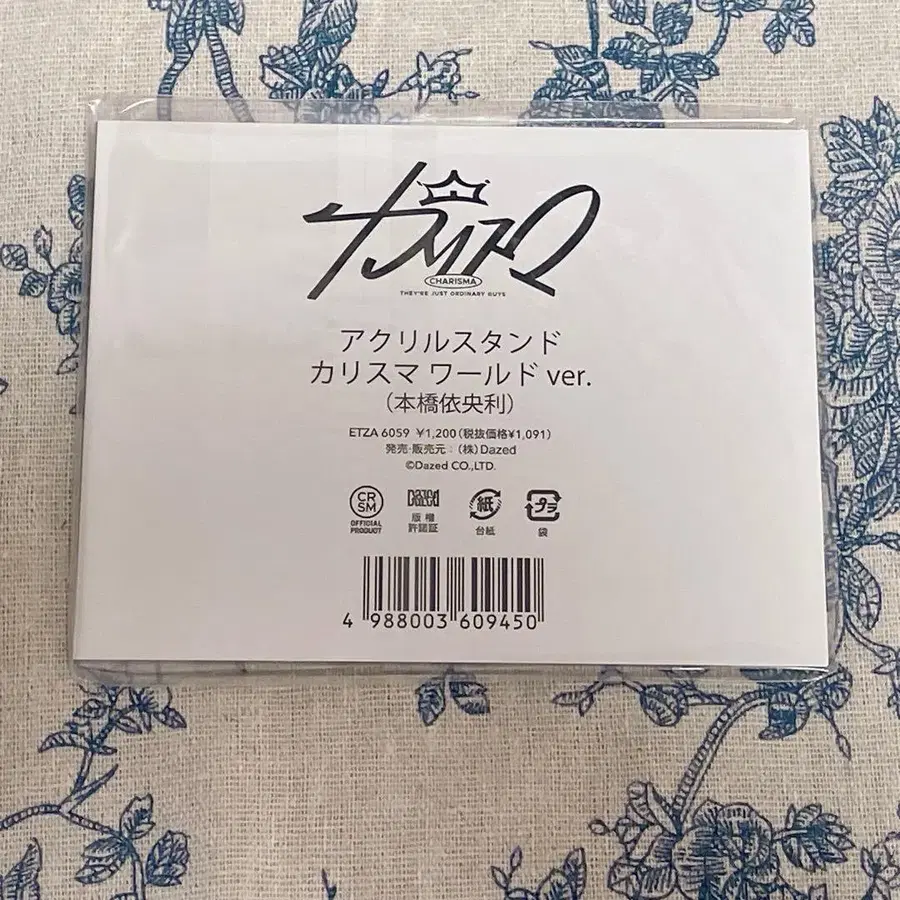 カリスマ
CHARISMA
THEY'RE JUST ORDINARY GUYS
アクリルスタンド
カリスマ ワールド ver.
（本橋依央利）
ETZA 6059 ¥1,200（税抜価格¥1,091）
発売・販売元：（株）Dazed
©Dazed CO.,LTD.
CR
SM
OFFICIAL
PRODUCT
Dazed
版権
許諾証
紙
台紙
プラ
袋
4 988003 609450